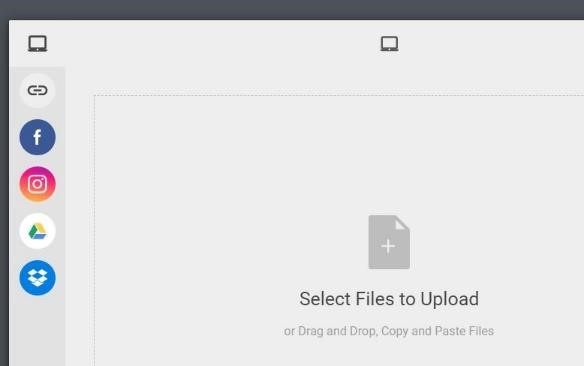 Select Files to Upload
or Drag and Drop, Copy and Paste Files